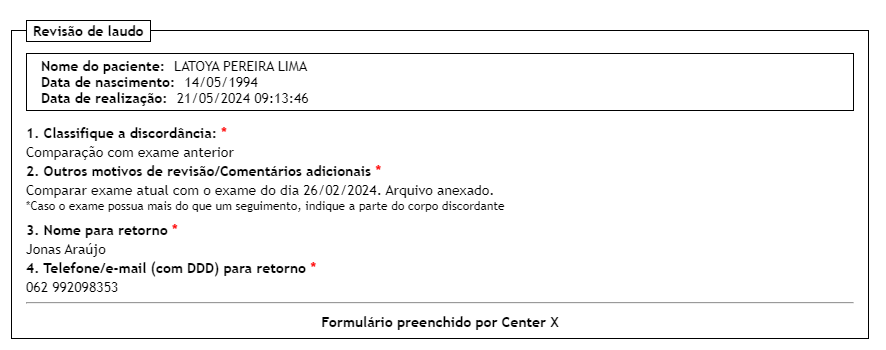 Revisão de laudo
Nome do paciente: LATOYA PEREIRA LIMA
Data de nascimento: 14/05/1994
Data de realização: 21/05/2024 09:13:46
1. Classifique a discordância: *
Comparação com exame anterior
2. Outros motivos de revisão/Comentários adicionais *
Comparar exame atual com o exame do dia 26/02/2024. Arquivo anexado.
*Caso o exame possua mais do que um seguimento, indique a parte do corpo discordante
3. Nome para retorno *
Jonas Araújo
4. Telefone/e-mail (com DDD) para retorno *
062 992098353
Formulário preenchido por Center X